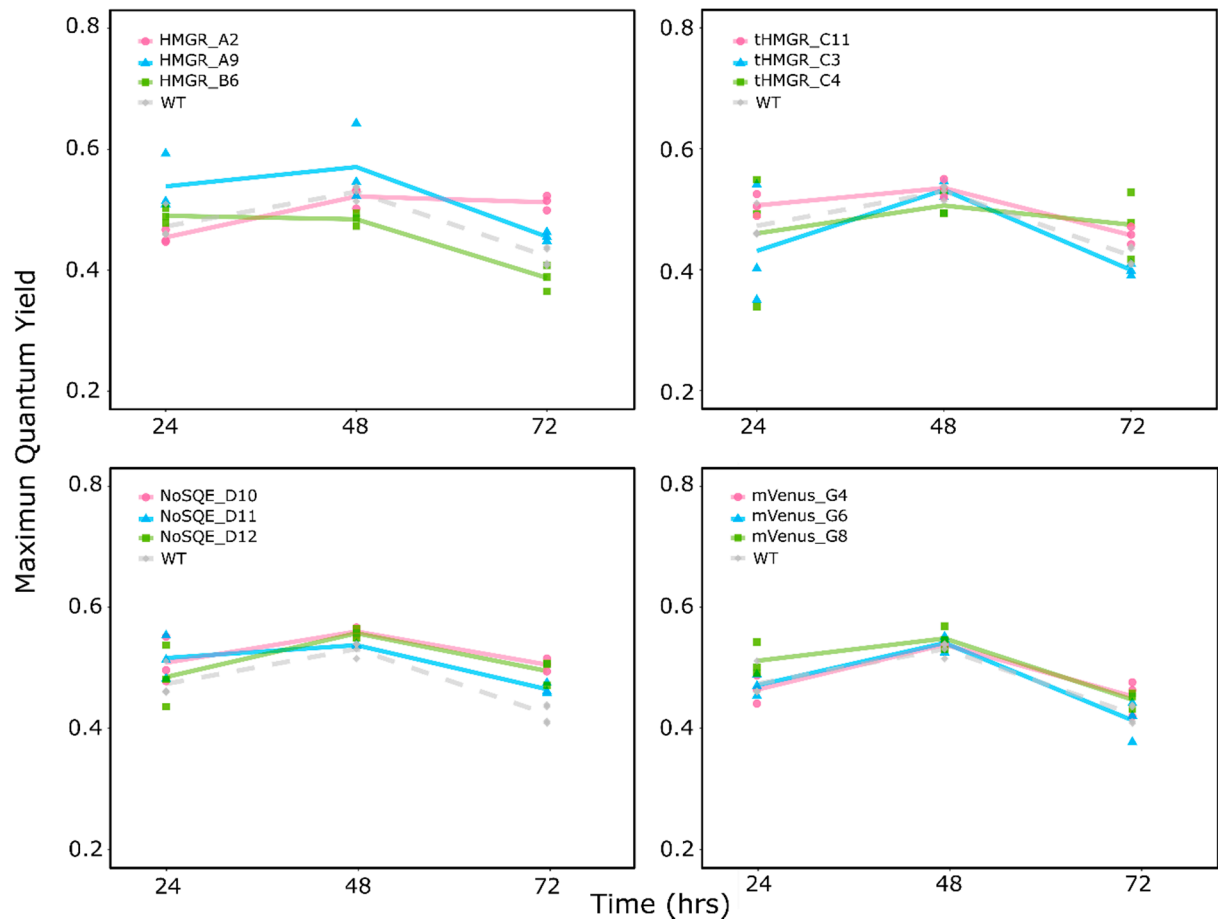 Maximun Quantum Yield
0.8
0.6
0.4
0.2
HMGR_A2
HMGR_A9
HMGR_B6
WT
24
48
72
0.8
0.6
0.4
0.2
tHMGR_C11
tHMGR_C3
tHMGR_C4
WT
24
48
72
0.8
0.6
0.4
0.2
NoSQE_D10
NoSQE_D11
NoSQE_D12
WT
24
48
72
0.8
0.6
0.4
0.2
mVenus_G4
mVenus_G6
mVenus_G8
WT
24
48
72
Time (hrs)